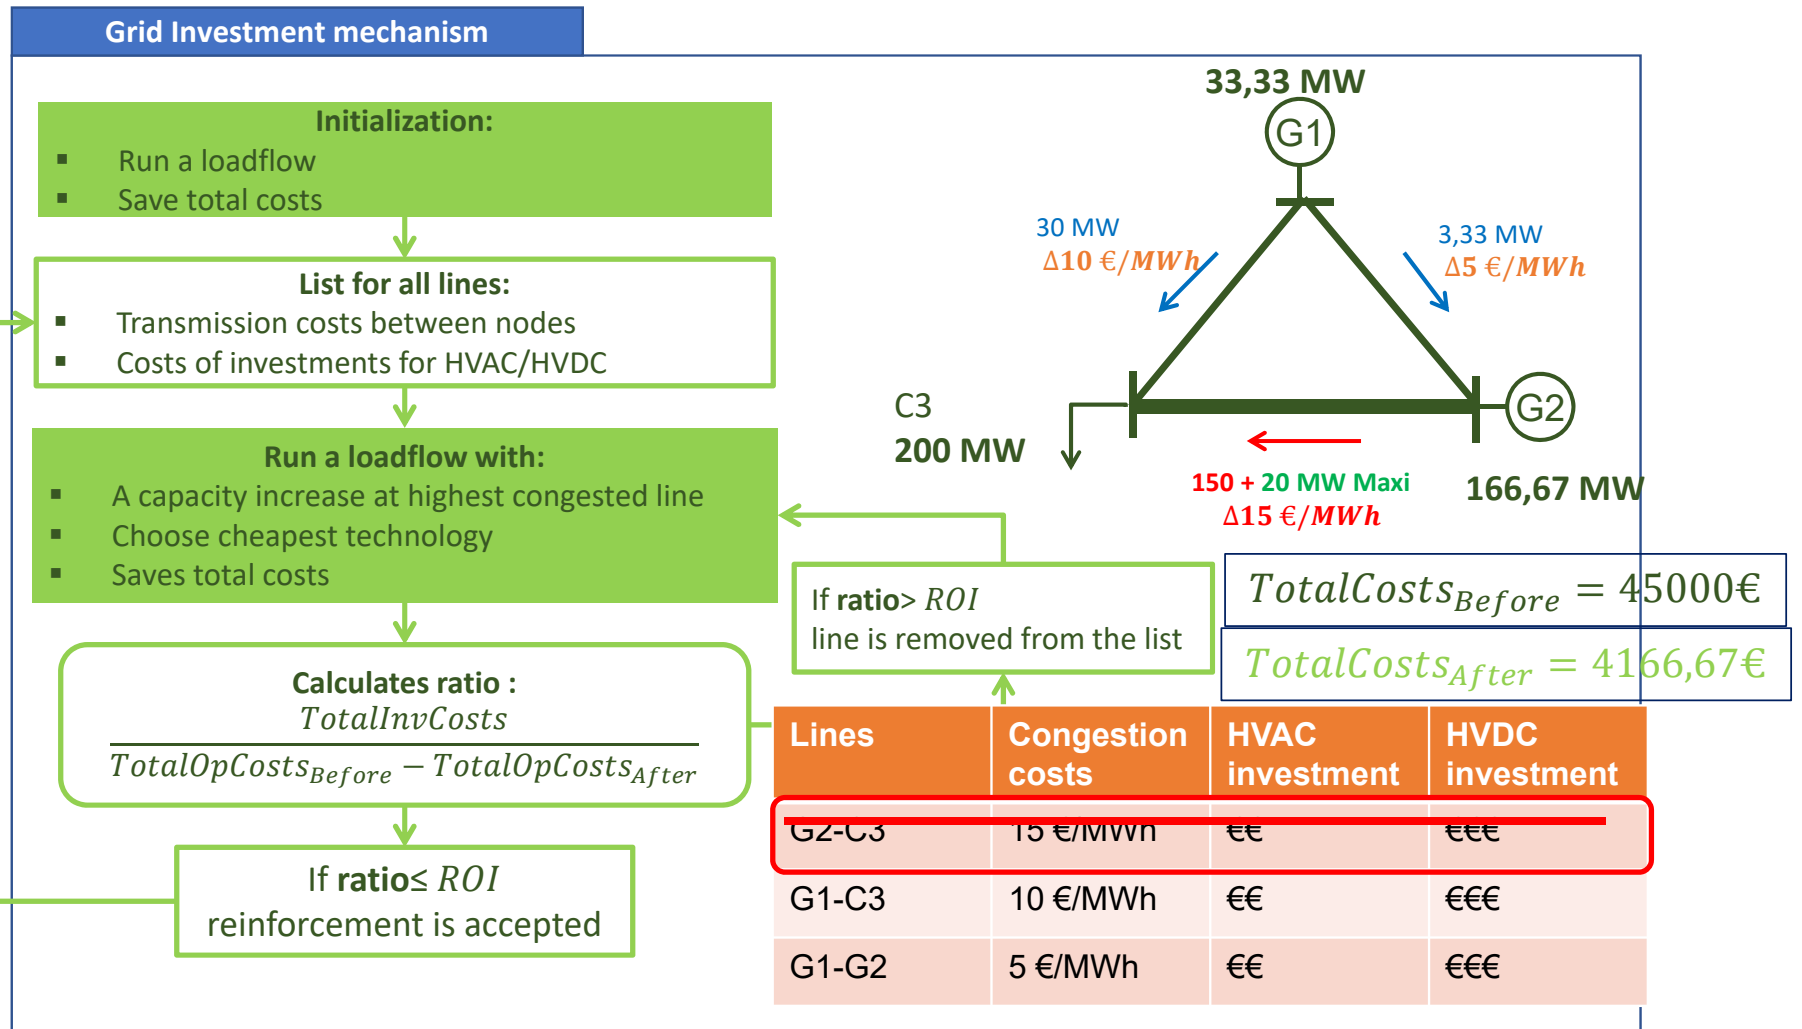 Grid Investment mechanism
Initialization:
▪ Run a loadflow
▪ Save total costs
List for all lines:
▪ Transmission costs between nodes
▪ Costs of investments for HVAC/HVDC
Run a loadflow with:
▪ A capacity increase at highest congested line
▪ Choose cheapest technology
▪ Saves total costs
Calculates ratio :
TotalInvCosts
TotalOpCosts_Before − TotalOpCosts_After
If ratio≤ ROI
reinforcement is accepted
If ratio> ROI
line is removed from the list
33,33 MW
G1
30 MW
Δ10 €/MWh
3,33 MW
Δ5 €/MWh
C3
200 MW
G2
150 + 20 MW Maxi
Δ15 €/MWh
166,67 MW
TotalCosts_Before = 45000€
TotalCosts_After = 4166,67€
Lines | Congestion costs | HVAC investment | HVDC investment
G2-C3 | 15 €/MWh | €€ | €€€
G1-C3 | 10 €/MWh | €€ | €€€
G1-G2 | 5 €/MWh | €€ | €€€